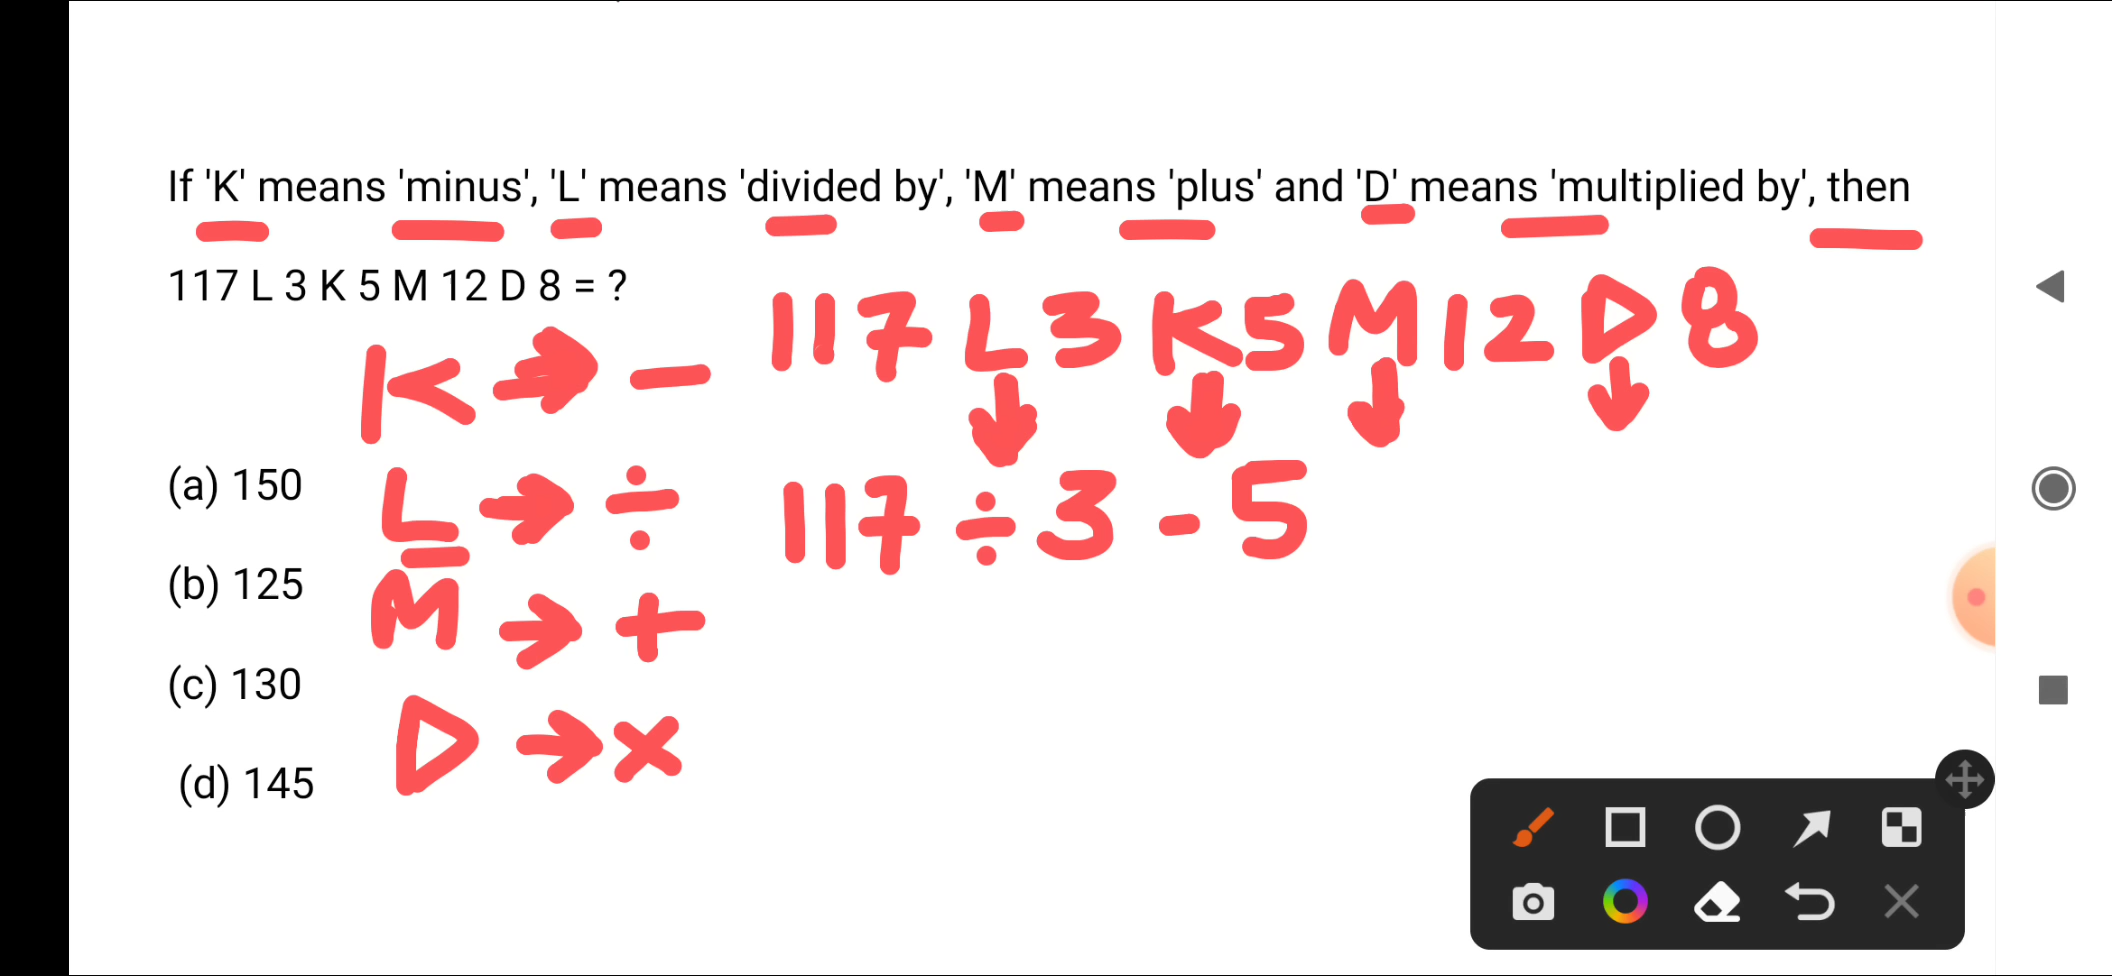 If 'K' means 'minus', 'L' means 'divided by', 'M' means 'plus' and 'D' means 'multiplied by', then
117 L 3 K 5 M 12 D 8 = ?
117 L 3 K 5 M 12 D 8
K → −
(a) 150
L → ÷
117 ÷ 3 - 5
(b) 125
M → +
(c) 130
D → ×
(d) 145